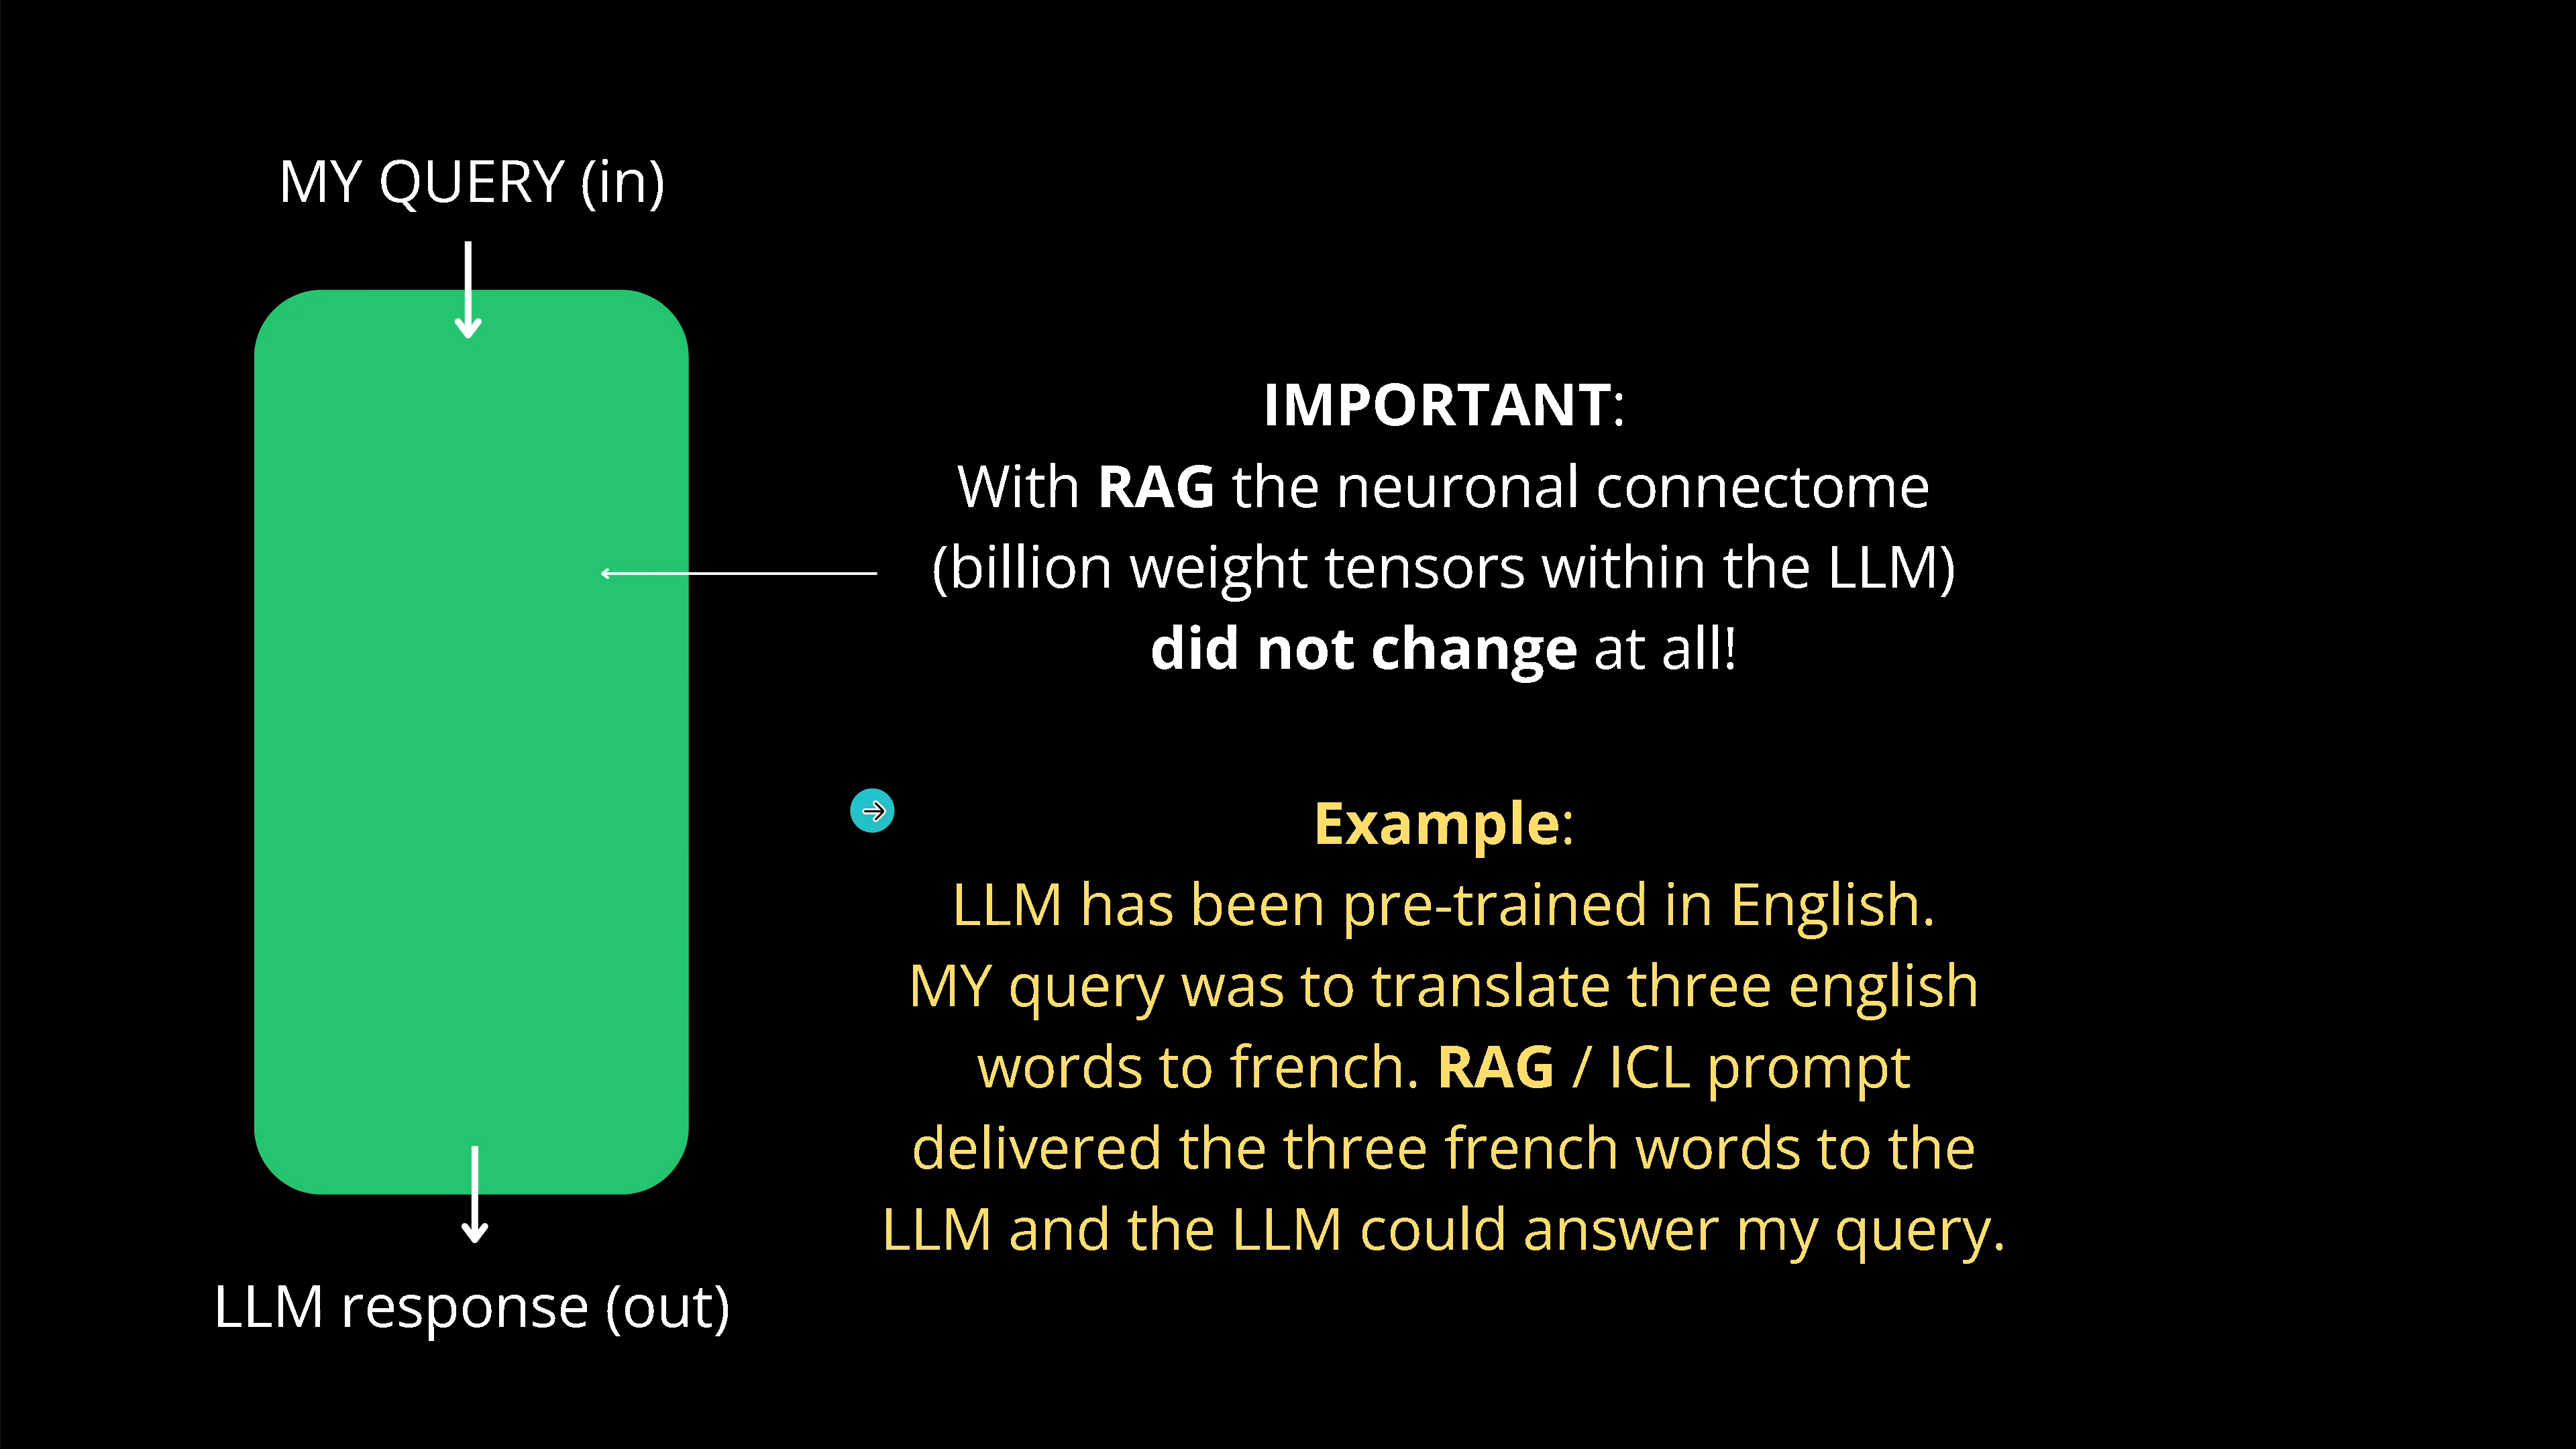 MY QUERY (in)
IMPORTANT:
With RAG the neuronal connectome
(billion weight tensors within the LLM)
did not change at all!
Example:
LLM has been pre-trained in English.
MY query was to translate three english
words to french. RAG / ICL prompt
delivered the three french words to the
LLM and the LLM could answer my query.
LLM response (out)